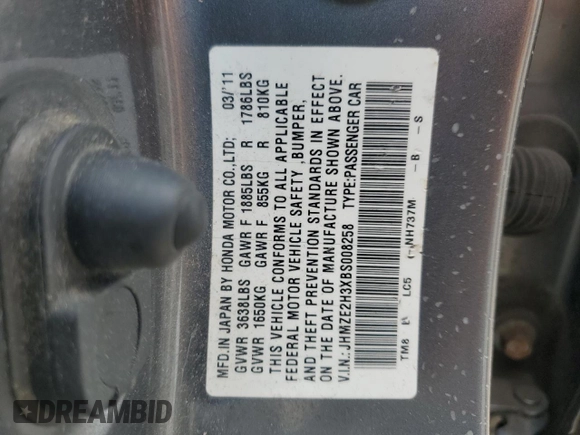 MFD.IN JAPAN BY HONDA MOTOR CO.,LTD; 03/'11
GVWR 3638LBS GAWR F 1885LBS R 1786LBS
GVWR 1650KG GAWR F 855KG R 810KG
THIS VEHICLE CONFORMS TO ALL APPLICABLE
FEDERAL MOTOR VEHICLE SAFETY ,BUMPER,
AND THEFT PREVENTION STANDARDS IN EFFECT
ON THE DATE OF MANUFACTURE SHOWN ABOVE.
V.I.N.:JHMZE2H3XBS008258 TYPE:PASSENGER CAR
TM8 LC5 NH737M -B -S
DREAMBID